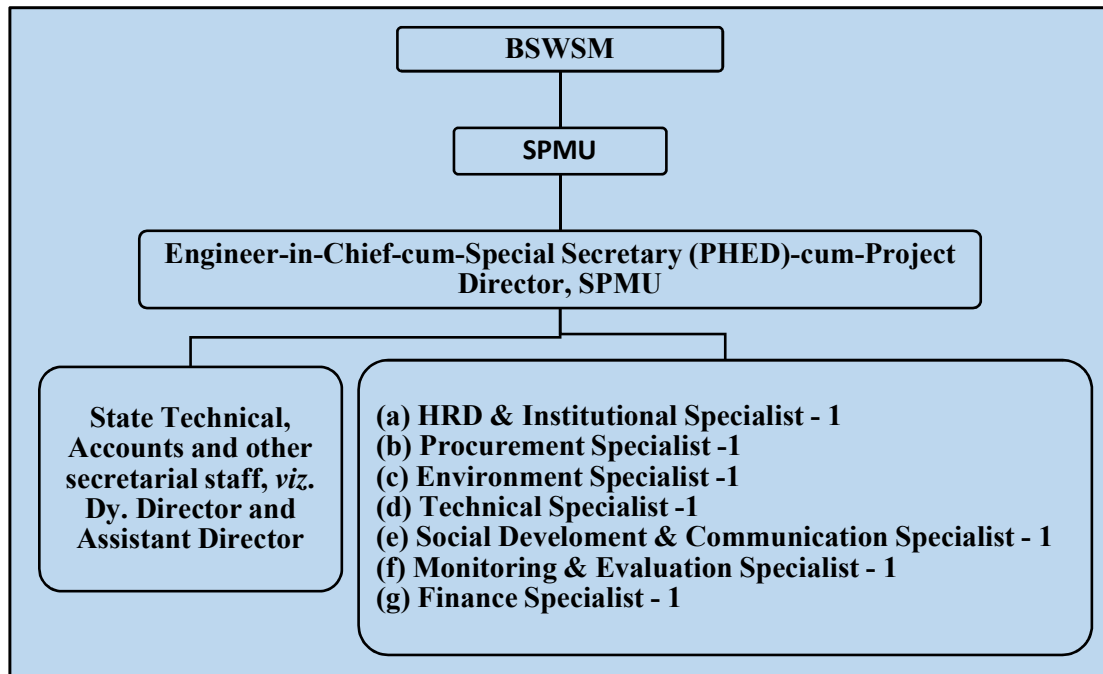 BSWSM
SPMU
Engineer-in-Chief-cum-Special Secretary (PHED)-cum-Project
Director, SPMU
State Technical,
Accounts and other
secretarial staff, viz.
Dy. Director and
Assistant Director
(a) HRD & Institutional Specialist - 1
(b) Procurement Specialist -1
(c) Environment Specialist -1
(d) Technical Specialist -1
(e) Social Develoment & Communication Specialist - 1
(f) Monitoring & Evaluation Specialist - 1
(g) Finance Specialist - 1